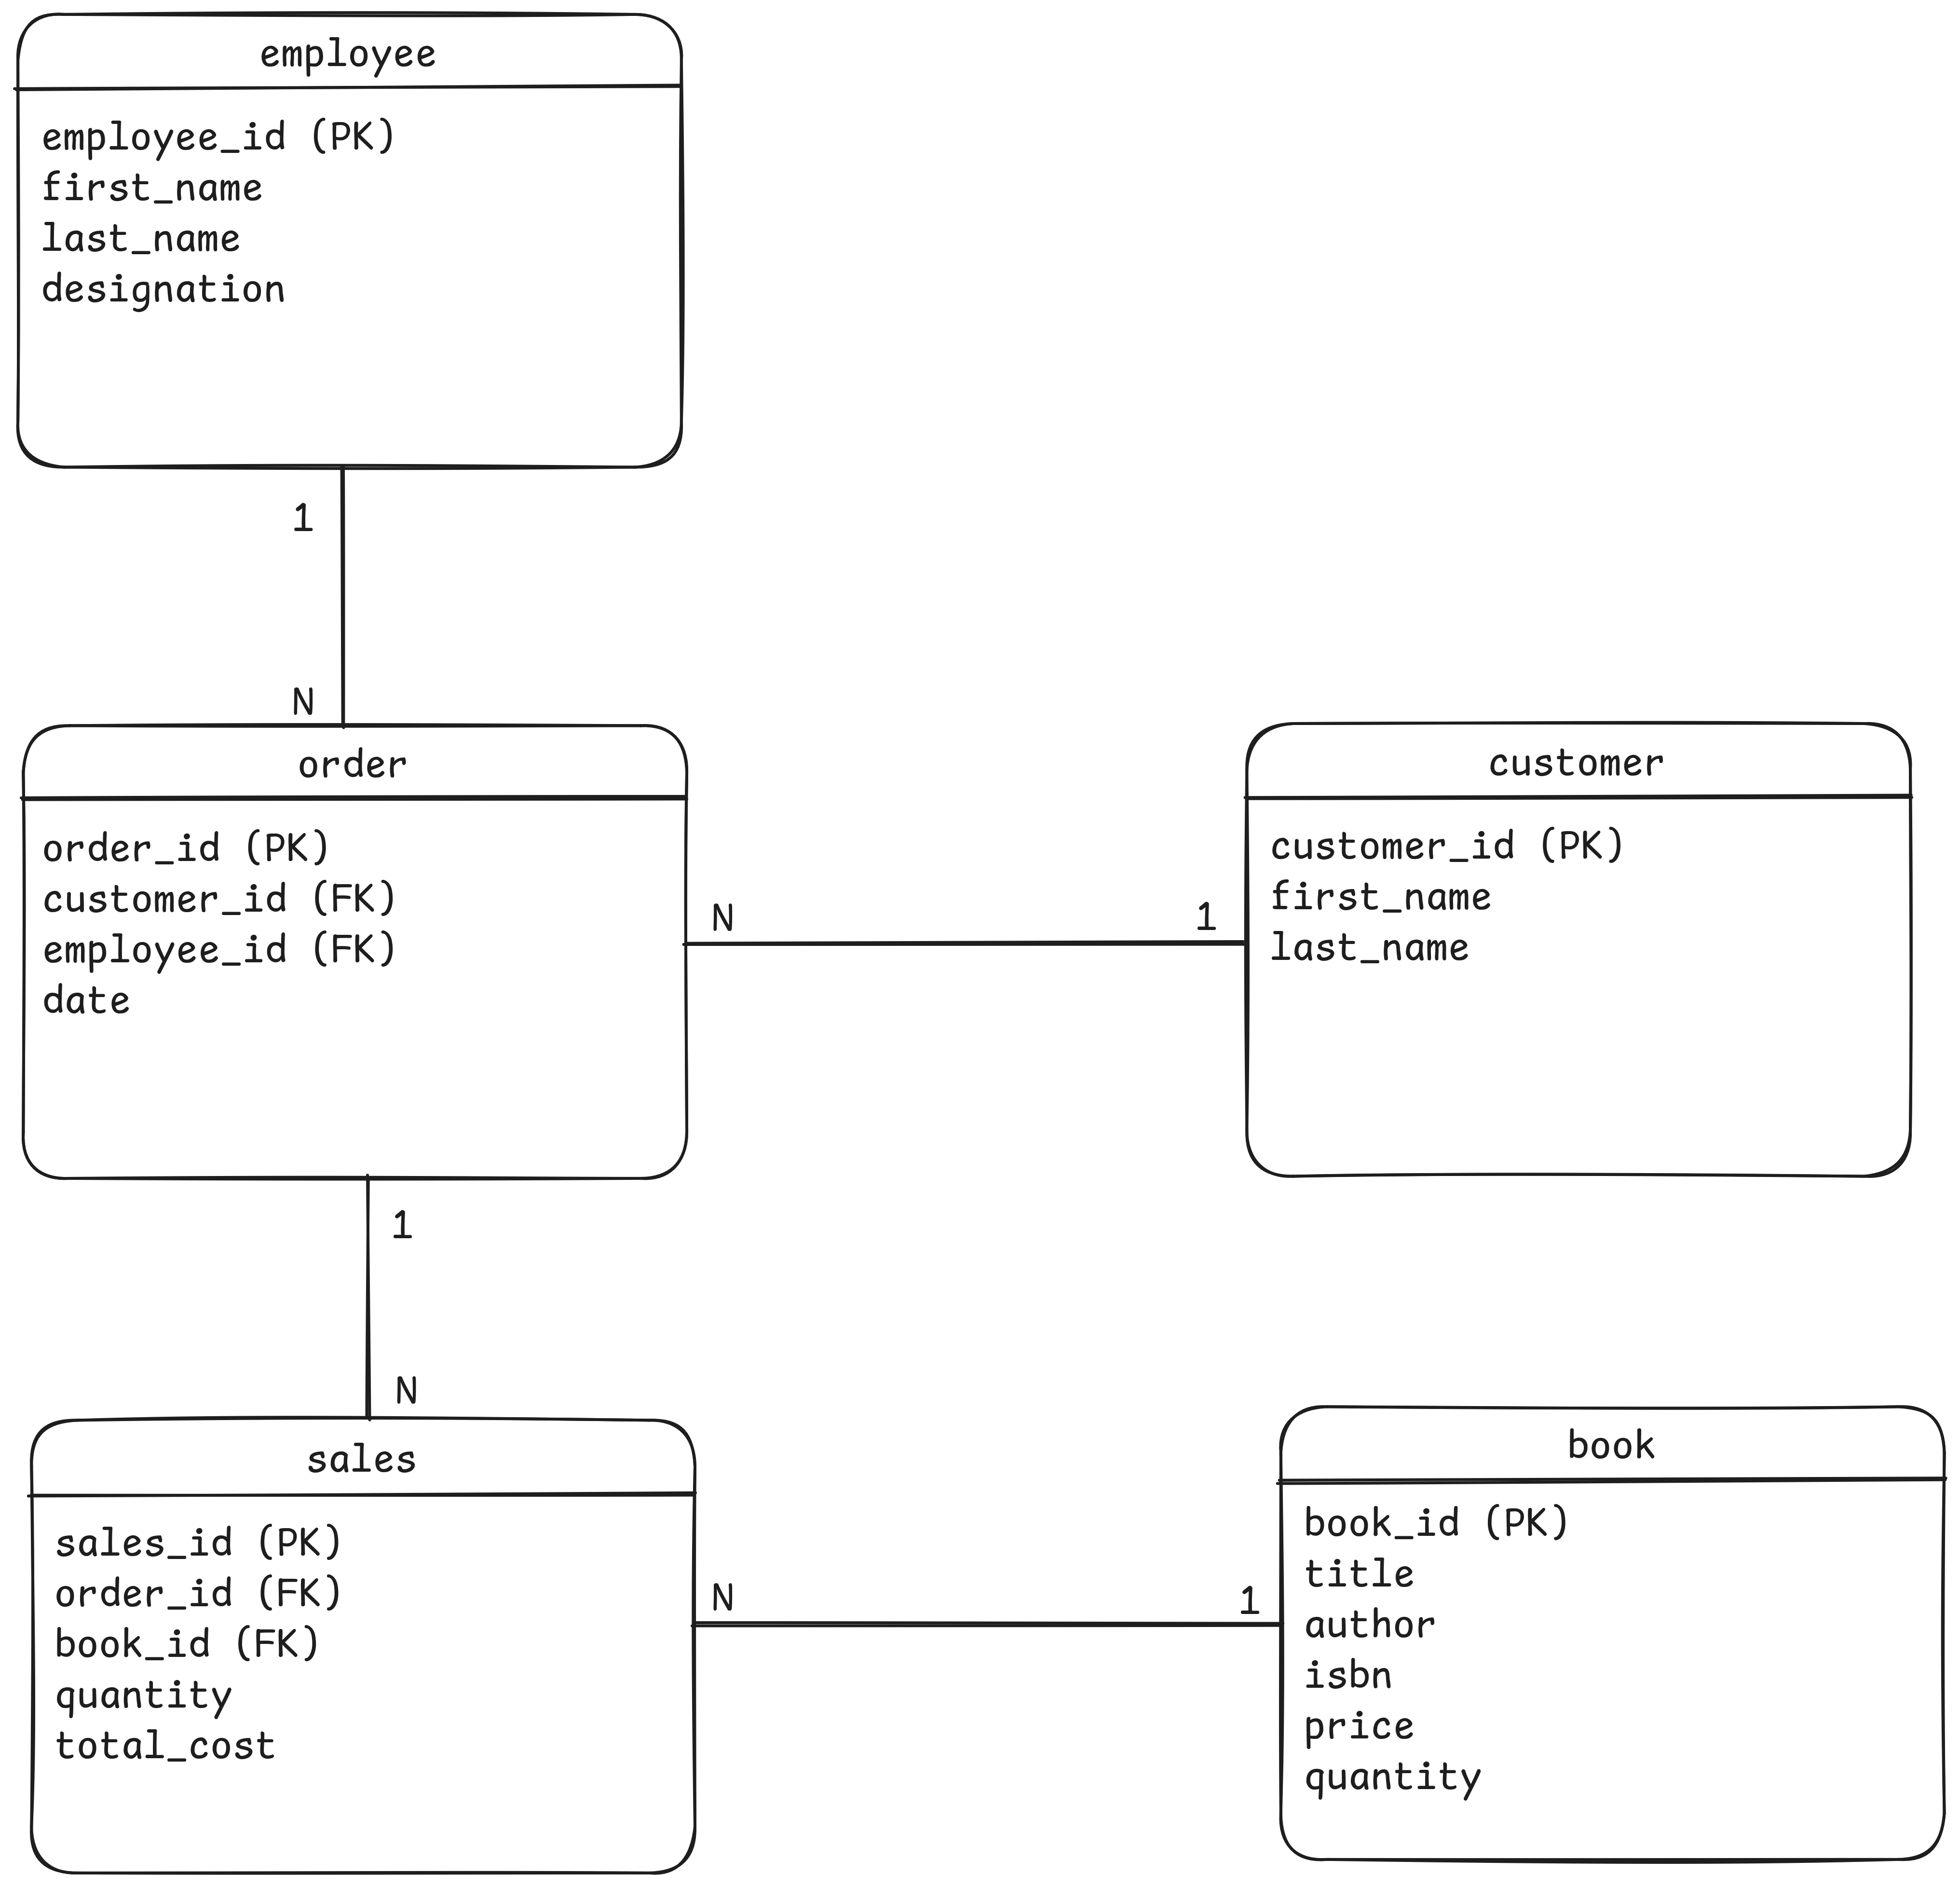 employee
employee_id (PK)
first_name
last_name
designation
1
N
order
order_id (PK)
customer_id (FK)
employee_id (FK)
date
N
1
customer
customer_id (PK)
first_name
last_name
1
N
sales
sales_id (PK)
order_id (FK)
book_id (FK)
quantity
total_cost
N
1
book
book_id (PK)
title
author
isbn
price
quantity